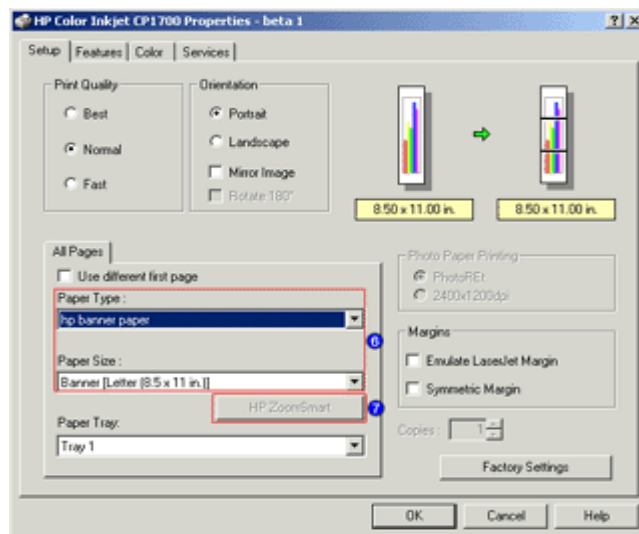 HP Color Inkjet CP1700 Properties - beta 1
Setup Features Color Services
Print Quality
Best
Normal
Fast
Orientation
Portrait
Landscape
Mirror Image
Rotate 180°
8.50 x 11.00 in.
8.50 x 11.00 in.
All Pages
Use different first page
Paper Type :
hp banner paper
6
Paper Size :
Banner [Letter (8.5 x 11 in.)]
HP ZoomSmart
7
Paper Tray:
Tray 1
Photo Paper Printing
PhotoREt
2400x1200dpi
Margins
Emulate LaserJet Margin
Symmetric Margin
Copies : 1
Factory Settings
OK Cancel Help